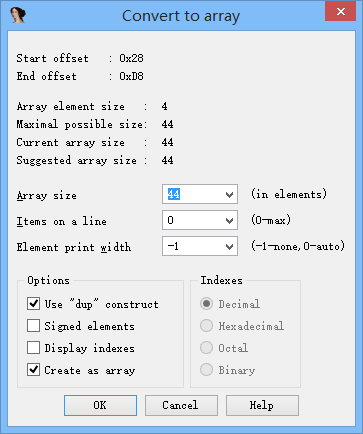 Convert to array
Start offset : 0x28
End offset : 0xD8
Array element size : 4
Maximal possible size: 44
Current array size : 44
Suggested array size : 44
Array size 44 (in elements)
Items on a line 0 (0-max)
Element print width -1 (-1-none,0-auto)
Options
Use "dup" construct
Signed elements
Display indexes
Create as array
Indexes
Decimal
Hexadecimal
Octal
Binary
OK Cancel Help